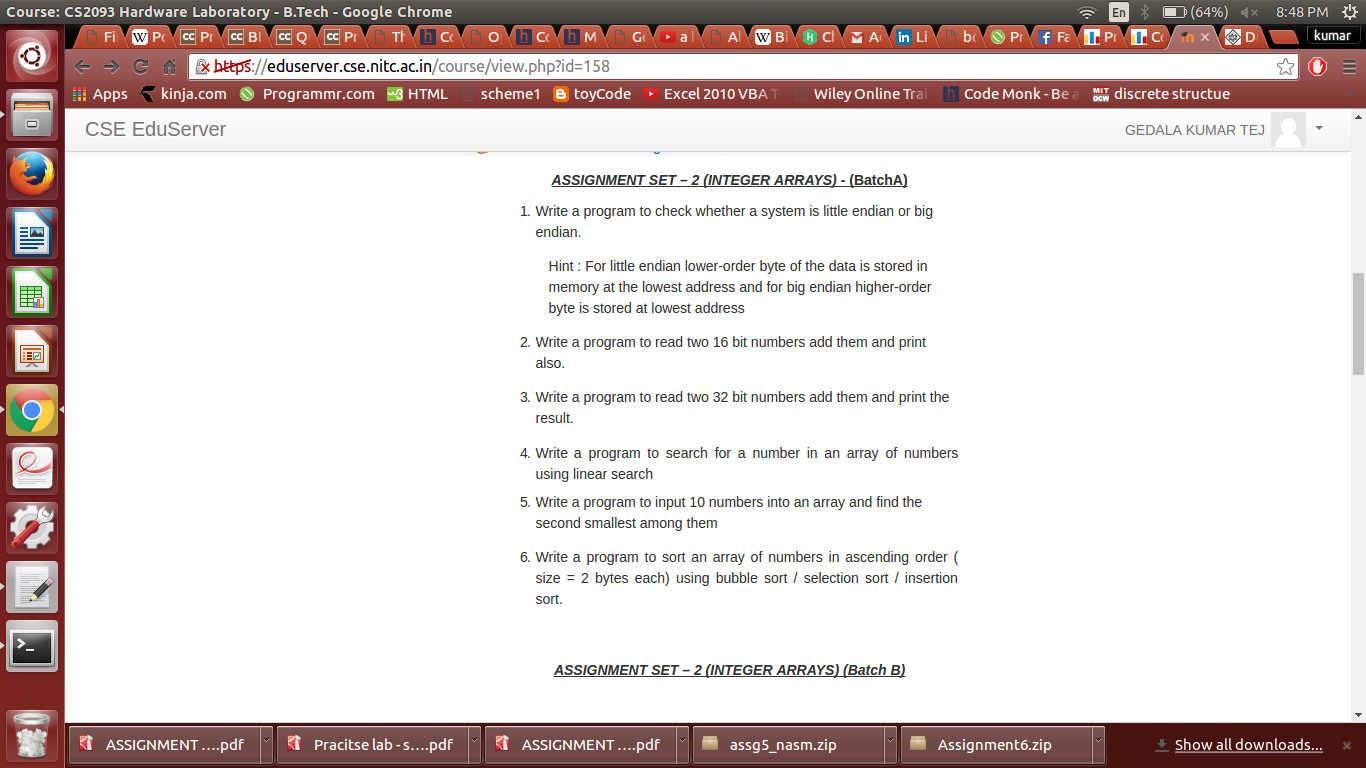 Course: CS2093 Hardware Laboratory - B.Tech - Google Chrome
En
(64%)
8:48 PM
Fi
Po
Pr
Bl
Q
Pr
Th
Co
O
Co
M
Ge
a l
Al
Bl
Cl
Ac
Li
bo
Pr
Fa
Pr
Co
D
kumar
https://eduserver.cse.nitc.ac.in/course/view.php?id=158
Apps
kinja.com
Programmr.com
HTML
scheme1
toyCode
Excel 2010 VBA T
Wiley Online Trai
Code Monk - Be a
discrete structue
CSE EduServer
GEDALA KUMAR TEJ
ASSIGNMENT SET – 2 (INTEGER ARRAYS) - (BatchA)
1. Write a program to check whether a system is little endian or big
endian.
Hint : For little endian lower-order byte of the data is stored in
memory at the lowest address and for big endian higher-order
byte is stored at lowest address
2. Write a program to read two 16 bit numbers add them and print
also.
3. Write a program to read two 32 bit numbers add them and print the
result.
4. Write a program to search for a number in an array of numbers
using linear search
5. Write a program to input 10 numbers into an array and find the
second smallest among them
6. Write a program to sort an array of numbers in ascending order (
size = 2 bytes each) using bubble sort / selection sort / insertion
sort.
ASSIGNMENT SET – 2 (INTEGER ARRAYS) (Batch B)
ASSIGNMENT ....pdf
Pracitse lab - s....pdf
ASSIGNMENT ....pdf
assg5_nasm.zip
Assignment6.zip
Show all downloads...